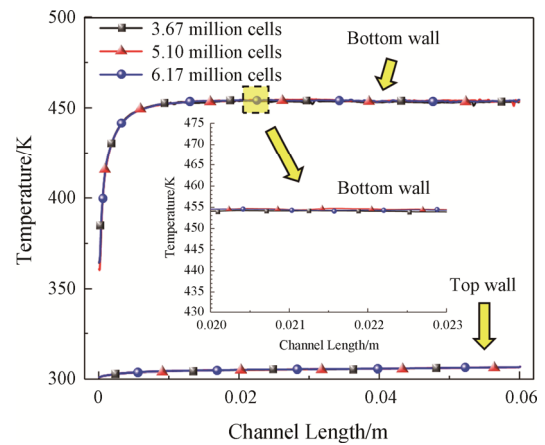 500
3.67 million cells
5.10 million cells
6.17 million cells
Bottom wall
450
400
350
300
Temperature/K
475
470
465
460
455
450
445
440
435
430
Temperature/K
Bottom wall
0.020
0.021
0.022
0.023
Channel Length/m
Top wall
0
0.02
0.04
0.06
Channel Length/m